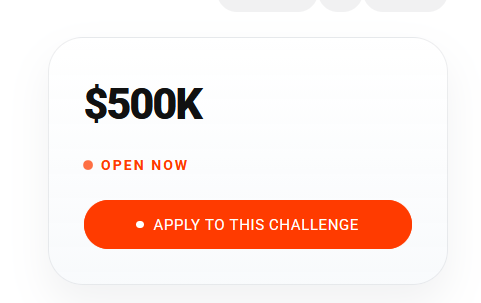 $500K
OPEN NOW
APPLY TO THIS CHALLENGE